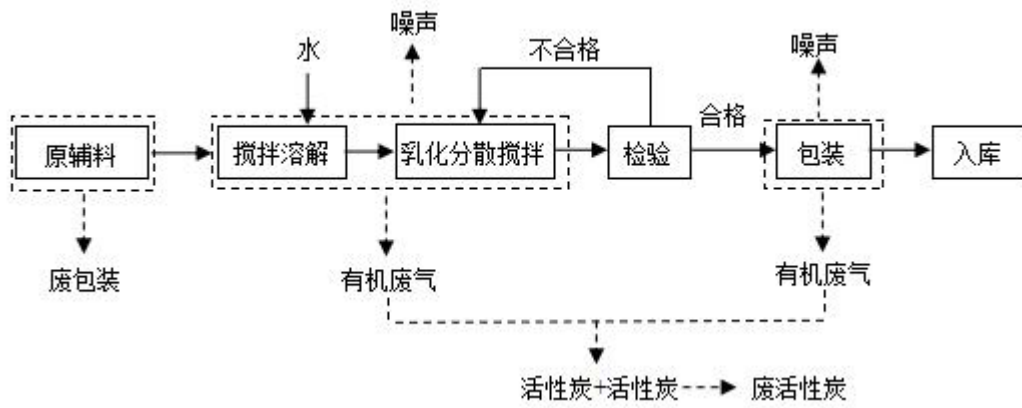 噪声
噪声
水
不合格
合格
原辅料
搅拌溶解
乳化分散搅拌
检验
包装
入库
废包装
有机废气
有机废气
活性炭+活性炭
废活性炭